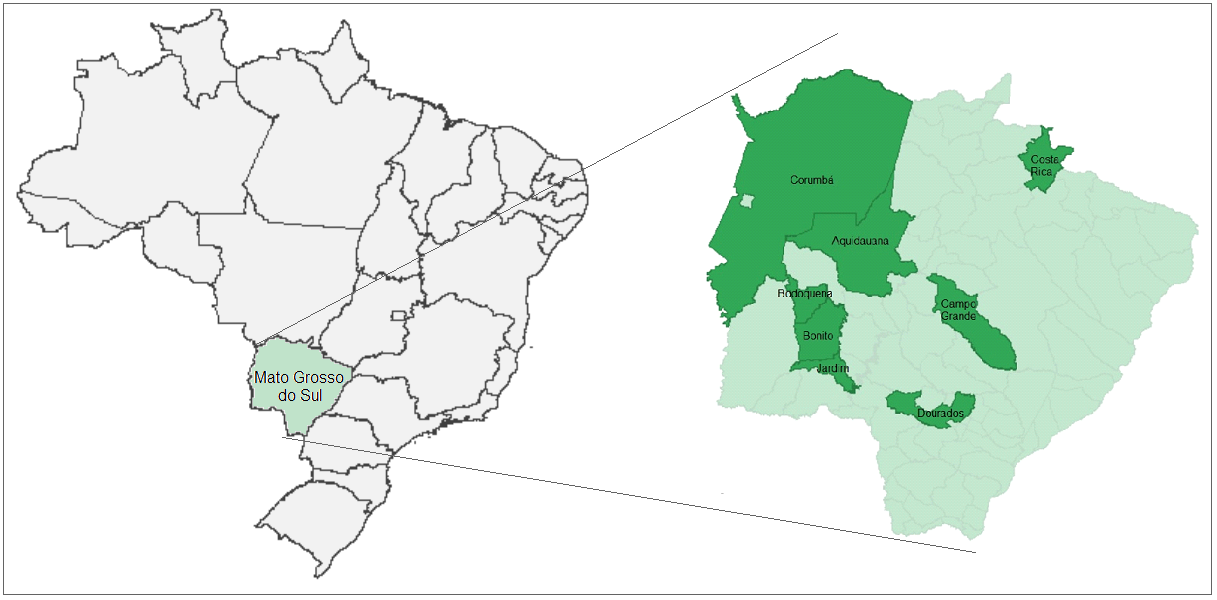 Mato Grosso
do Sul
Corumbá
Costa
Rica
Aquidauana
Bodoquena
Campo
Grande
Bonito
Jardim
Dourados